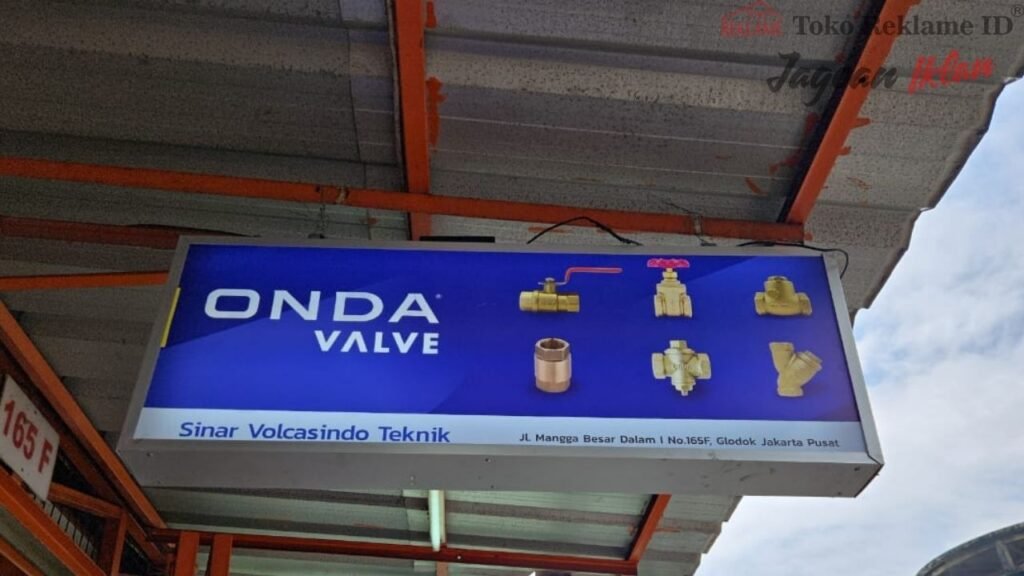 Toko Reklame ID®
Jagoan Iklan
ONDA®
VALVE
Sinar Volcasindo Teknik
JL. Mangga Besar Dalam I No.165F, Glodok Jakarta Pusat
165 F